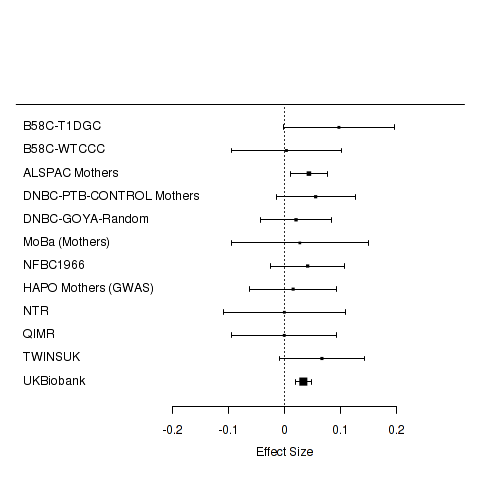 B58C-T1DGC
B58C-WTCCC
ALSPAC Mothers
DNBC-PTB-CONTROL Mothers
DNBC-GOYA-Random
MoBa (Mothers)
NFBC1966
HAPO Mothers (GWAS)
NTR
QIMR
TWINSUK
UKBiobank
-0.2 -0.1 0 0.1 0.2
Effect Size